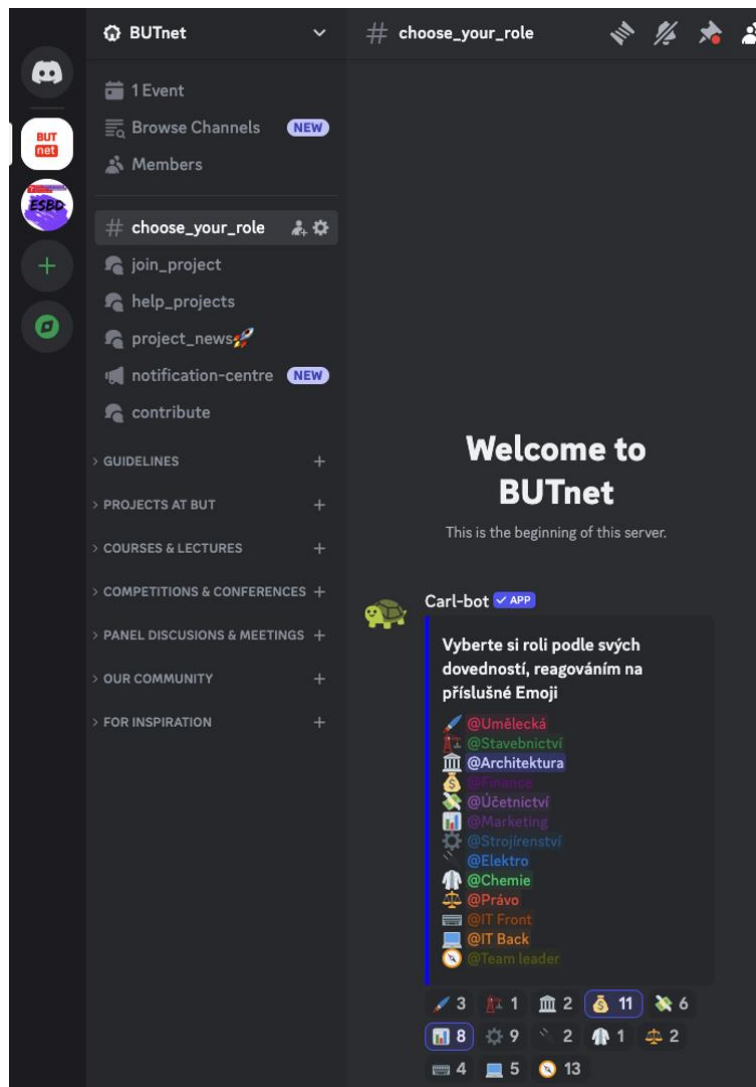 BUTnet
choose_your_role
BUT
net
ESBD
1 Event
Browse Channels NEW
Members
choose_your_role
join_project
help_projects
project_news🚀
notification-centre NEW
contribute
GUIDELINES
PROJECTS AT BUT
COURSES & LECTURES
COMPETITIONS & CONFERENCES
PANEL DISCUSIONS & MEETINGS
OUR COMMUNITY
FOR INSPIRATION
Welcome to
BUTnet
This is the beginning of this server.
Carl-bot ✓ APP
Vyberte si roli podle svých
dovedností, reagováním na
příslušné Emoji
@Umělecká
@Stavebnictví
@Architektura
@Finance
@Účetnictví
@Marketing
@Strojírenství
@Elektro
@Chemie
@Právo
@IT Front
@IT Back
@Team leader
3 1 2 11 6
8 9 2 1 2
4 5 13